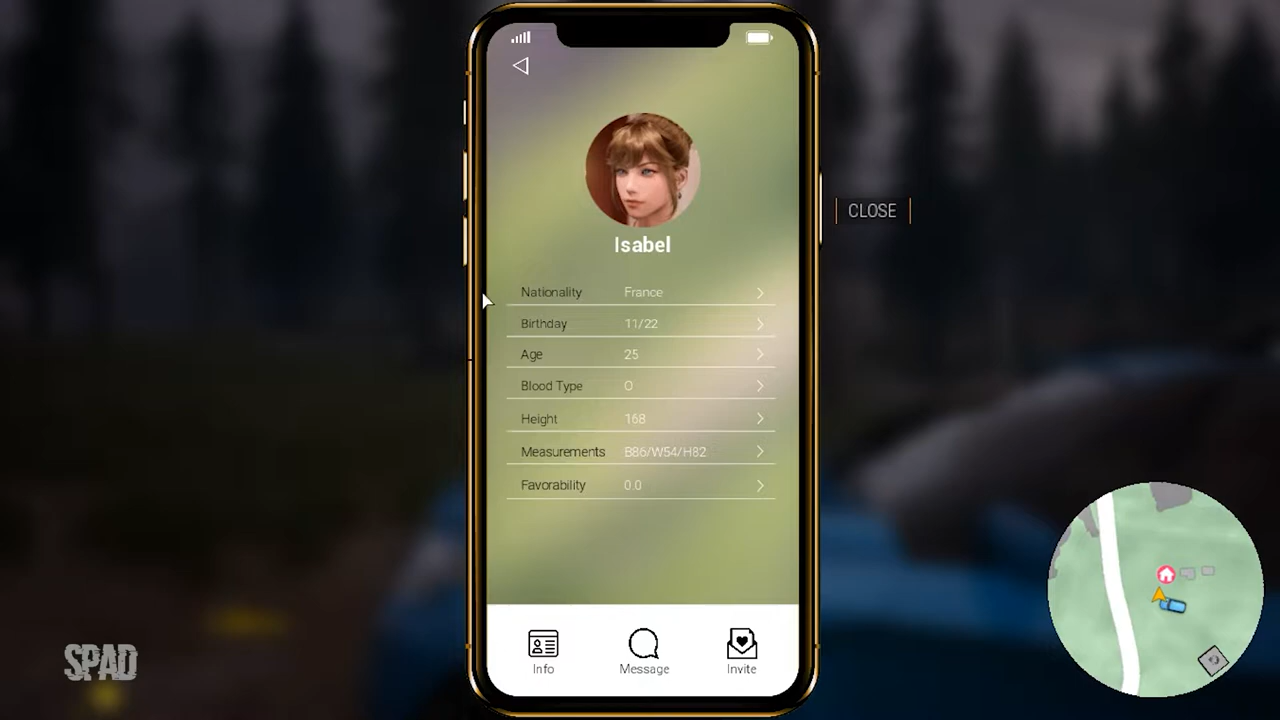 Isabel
CLOSE
Nationality France
Birthday 11/22
Age 25
Blood Type O
Height 168
Measurements B86/W54/H82
Favorability 0.0
Info Message Invite
SPAD